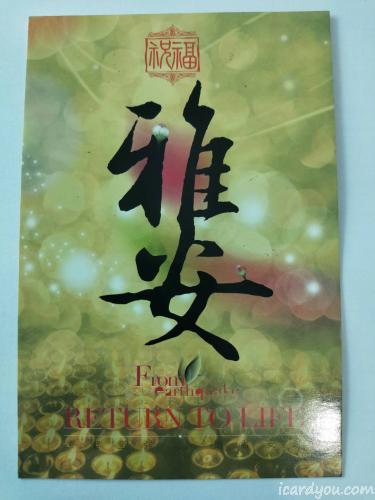 祝福
雅安
From
earthquake
RETURN TO LIFE
icardyou.com